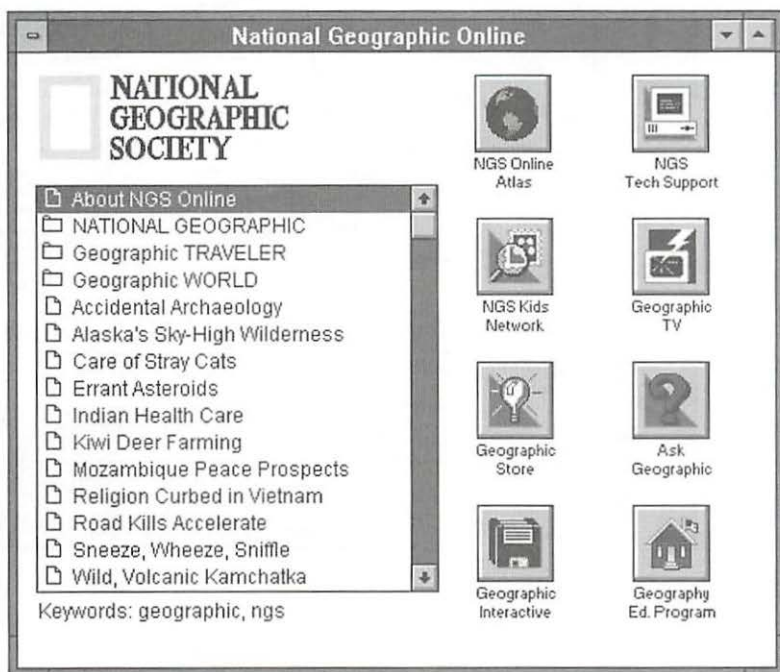 National Geographic Online
NATIONAL
GEOGRAPHIC
SOCIETY
About NGS Online
NATIONAL GEOGRAPHIC
Geographic TRAVELER
Geographic WORLD
Accidental Archaeology
Alaska's Sky-High Wilderness
Care of Stray Cats
Errant Asteroids
Indian Health Care
Kiwi Deer Farming
Mozambique Peace Prospects
Religion Curbed in Vietnam
Road Kills Accelerate
Sneeze, Wheeze, Sniffle
Wild, Volcanic Kamchatka
Keywords: geographic, ngs
NGS Online
Atlas
NGS
Tech Support
NGS Kids
Network
Geographic
TV
Geographic
Store
Ask
Geographic
Geographic
Interactive
Geography
Ed. Program